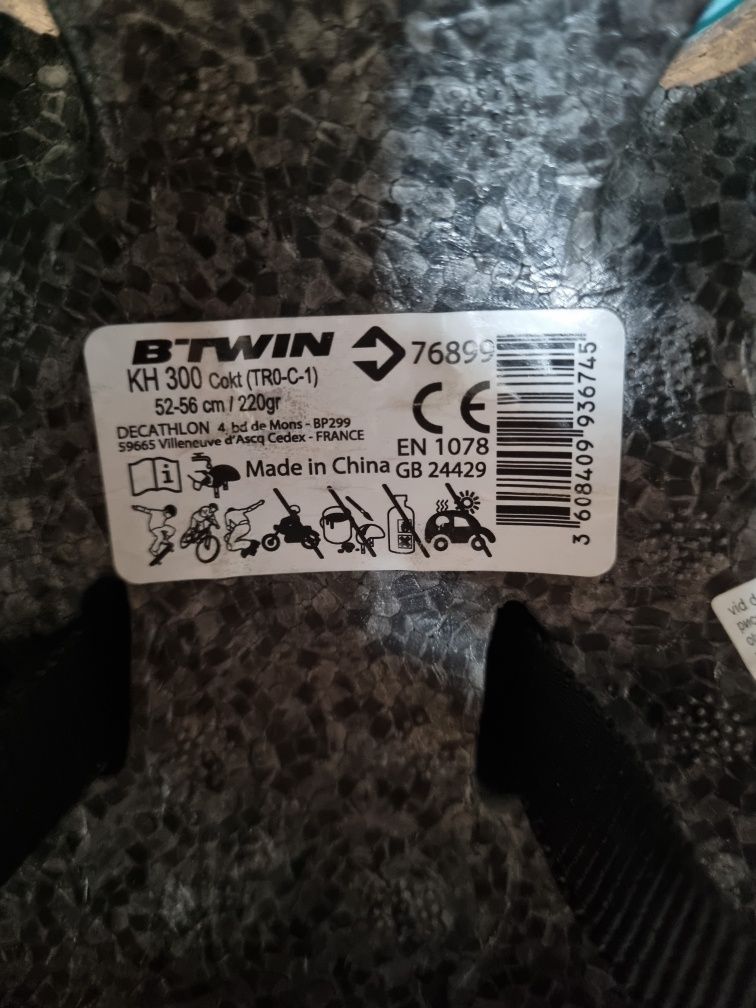 B'TWIN
76899
KH 300 Cokt (TR0-C-1)
52-56 cm / 220gr
CE
DECATHLON 4, bd de Mons - BP299
59665 Villeneuve d'Ascq Cedex - FRANCE
EN 1078
Made in China
GB 24429
3 608409 936745
vid